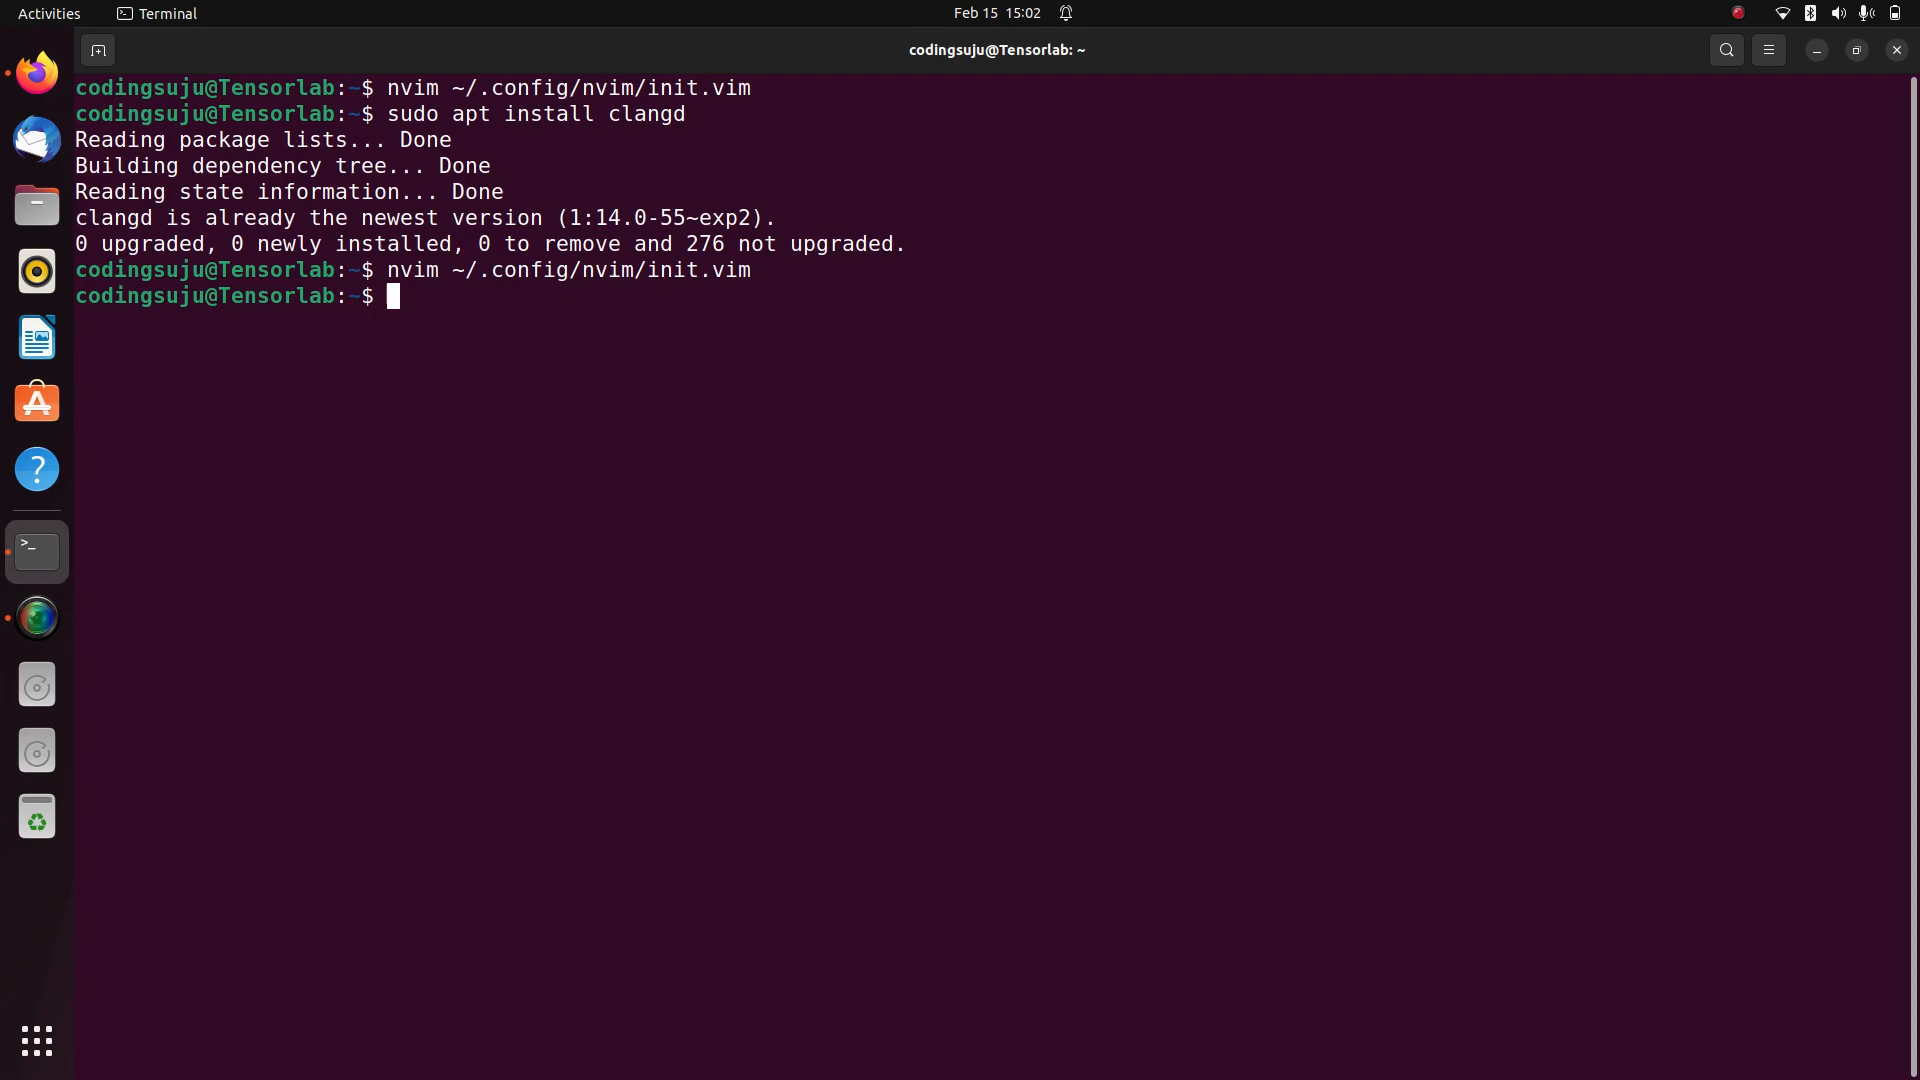 Activities
Terminal
Feb 15 15:02
codingsuju@Tensorlab: ~
codingsuju@Tensorlab:~$ nvim ~/.config/nvim/init.vim
codingsuju@Tensorlab:~$ sudo apt install clangd
Reading package lists... Done
Building dependency tree... Done
Reading state information... Done
clangd is already the newest version (1:14.0-55~exp2).
0 upgraded, 0 newly installed, 0 to remove and 276 not upgraded.
codingsuju@Tensorlab:~$ nvim ~/.config/nvim/init.vim
codingsuju@Tensorlab:~$